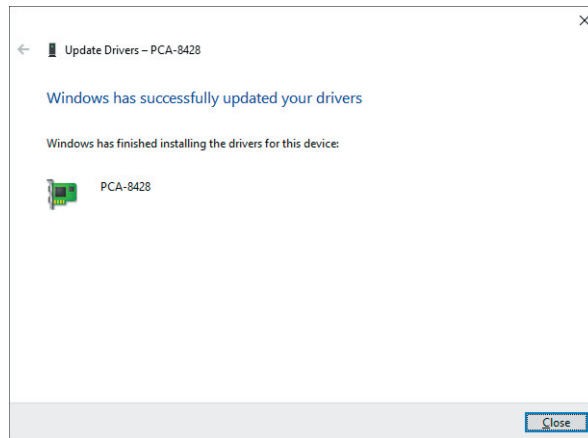 Update Drivers – PCA-8428
Windows has successfully updated your drivers
Windows has finished installing the drivers for this device:
PCA-8428
Close